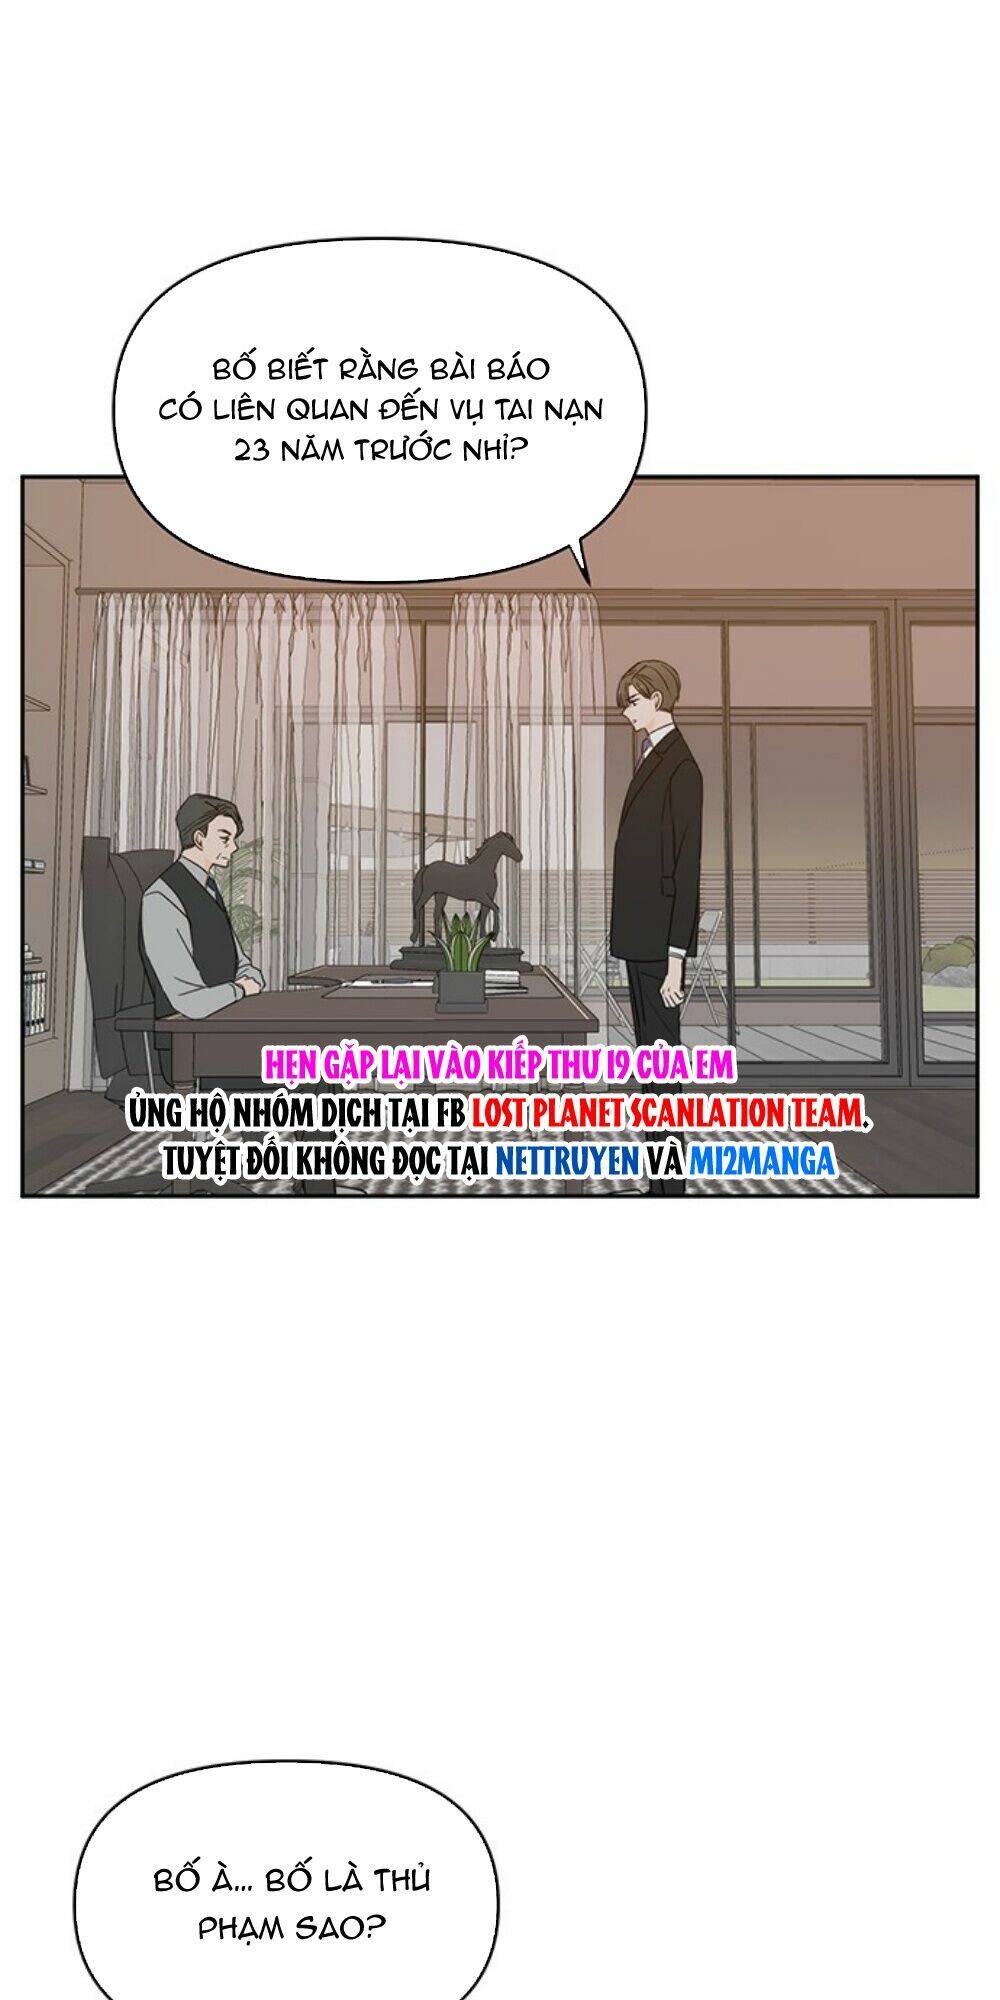 BỐ BIẾT RẰNG BÀI BÁO
CÓ LIÊN QUAN ĐẾN VỤ TAI NẠN
23 NĂM TRƯỚC NHỈ?
HẸN GẶP LẠI VÀO KIẾP THƯ 19 CỦA EM
ỦNG HỘ NHÓM DỊCH TẠI FB LOST PLANET SCANLATION TEAM.
TUYỆT ĐỐI KHÔNG ĐỌC TẠI NETTRUYEN VÀ MI2MANGA
BỐ À... BỐ LÀ THỦ
PHẠM SAO?